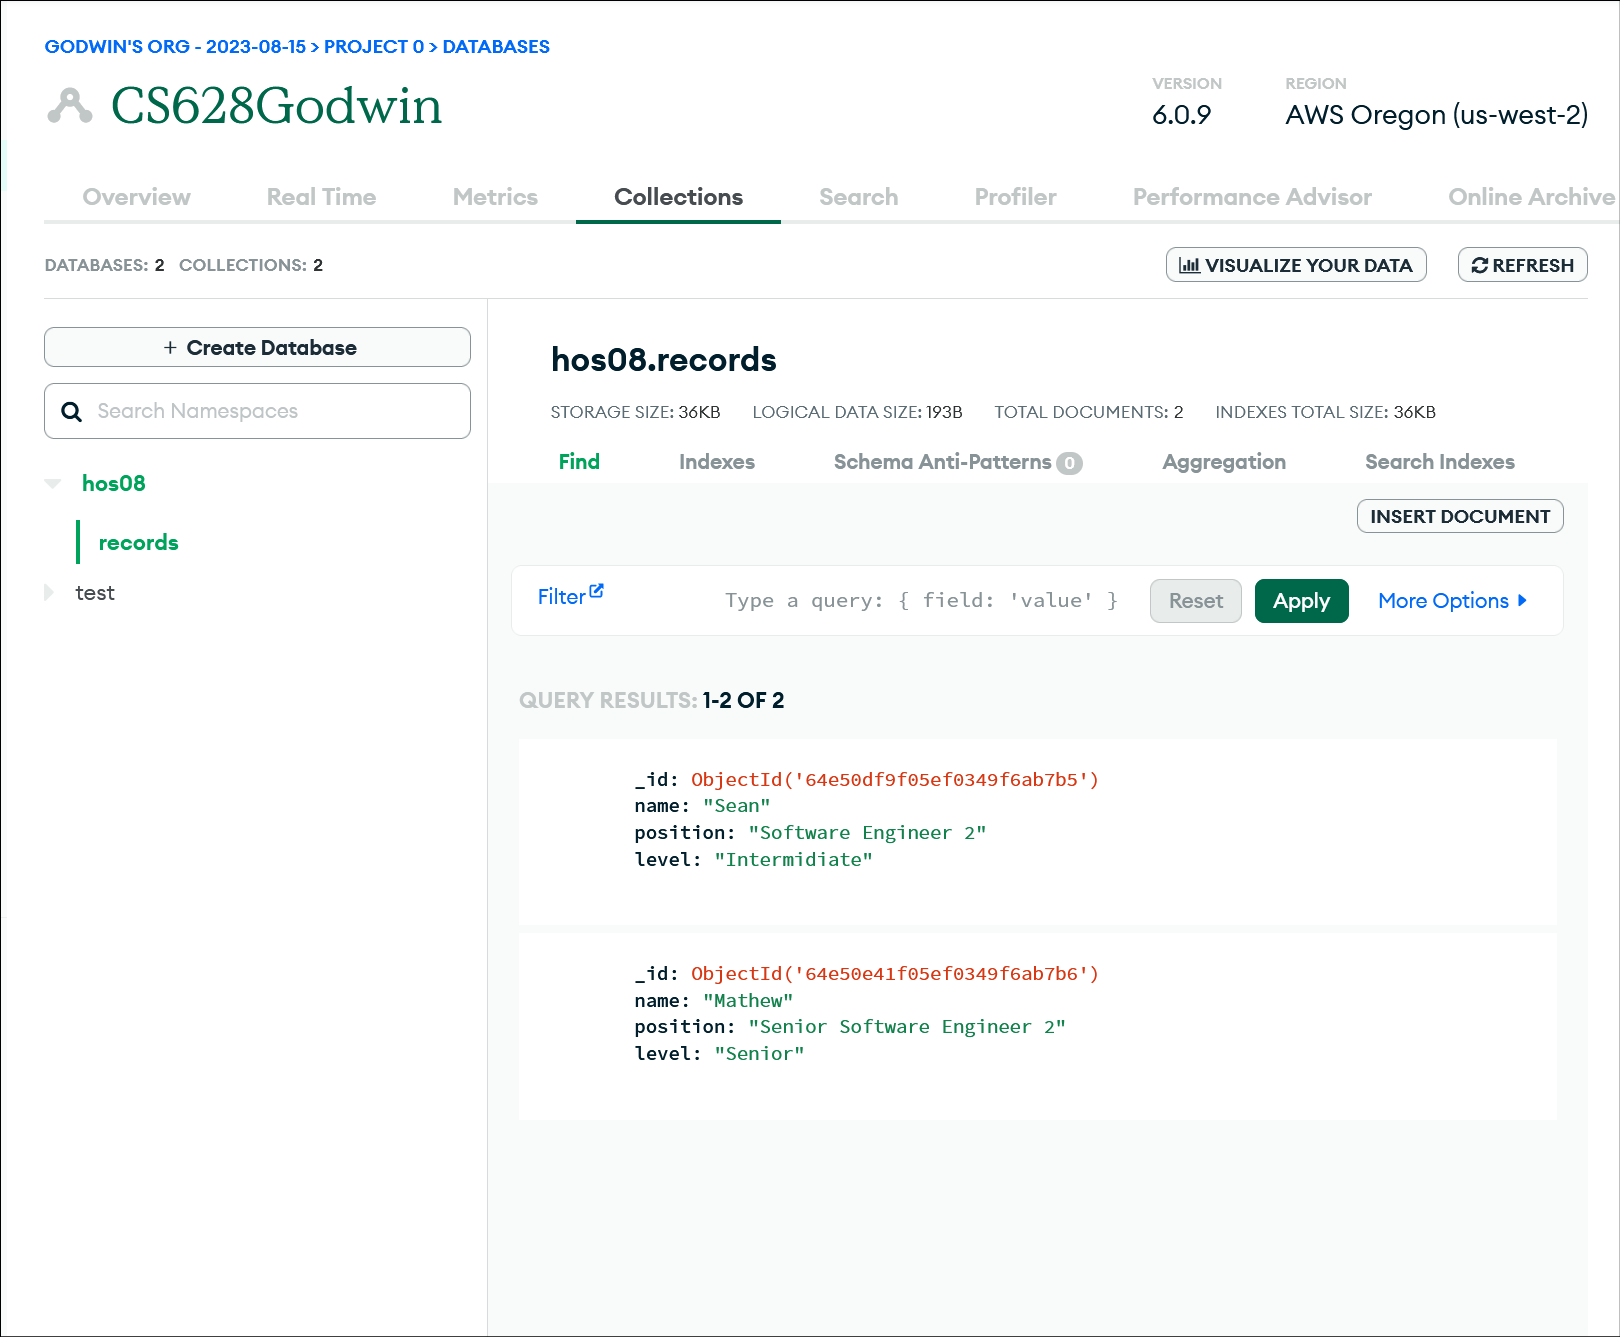 GODWIN'S ORG - 2023-08-15 > PROJECT 0 > DATABASES
CS628Godwin
VERSION
6.0.9
REGION
AWS Oregon (us-west-2)
Overview Real Time Metrics Collections Search Profiler Performance Advisor Online Archive
DATABASES: 2 COLLECTIONS: 2
VISUALIZE YOUR DATA
REFRESH
+ Create Database
Search Namespaces
hos08
records
test
hos08.records
STORAGE SIZE: 36KB LOGICAL DATA SIZE: 193B TOTAL DOCUMENTS: 2 INDEXES TOTAL SIZE: 36KB
Find Indexes Schema Anti-Patterns 0 Aggregation Search Indexes
INSERT DOCUMENT
Filter Type a query: { field: 'value' } Reset Apply More Options
QUERY RESULTS: 1-2 OF 2
_id: ObjectId('64e50df9f05ef0349f6ab7b5')
name: "Sean"
position: "Software Engineer 2"
level: "Intermidiate"
_id: ObjectId('64e50e41f05ef0349f6ab7b6')
name: "Mathew"
position: "Senior Software Engineer 2"
level: "Senior"